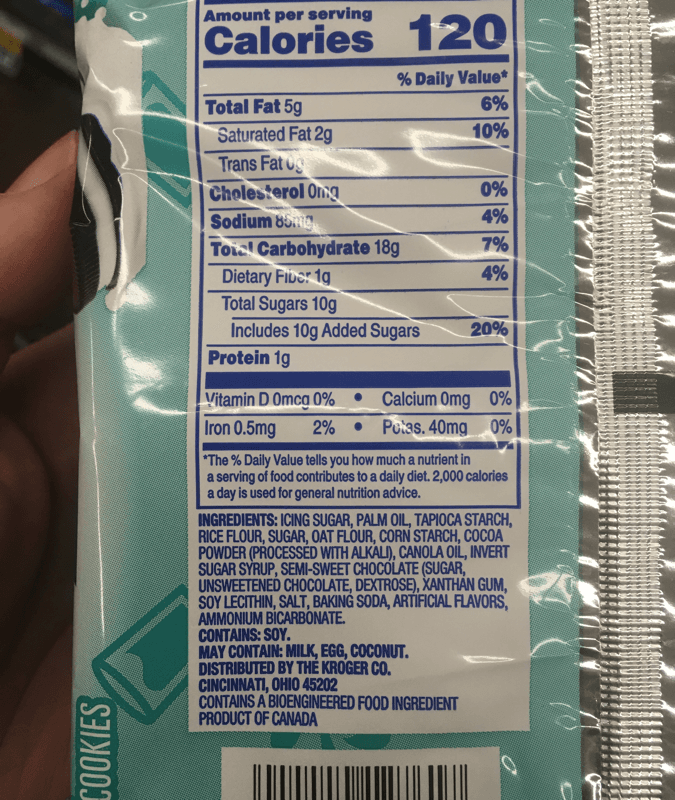 Amount per serving
Calories 120
% Daily Value*
Total Fat 5g 6%
Saturated Fat 2g 10%
Trans Fat 0g
Cholesterol 0mg 0%
Sodium 85mg 4%
Total Carbohydrate 18g 7%
Dietary Fiber 1g 4%
Total Sugars 10g
Includes 10g Added Sugars 20%
Protein 1g
Vitamin D 0mcg 0% • Calcium 0mg 0%
Iron 0.5mg 2% • Potas. 40mg 0%
*The % Daily Value tells you how much a nutrient in
a serving of food contributes to a daily diet. 2,000 calories
a day is used for general nutrition advice.
INGREDIENTS: ICING SUGAR, PALM OIL, TAPIOCA STARCH,
RICE FLOUR, SUGAR, OAT FLOUR, CORN STARCH, COCOA
POWDER (PROCESSED WITH ALKALI), CANOLA OIL, INVERT
SUGAR SYRUP, SEMI-SWEET CHOCOLATE (SUGAR,
UNSWEETENED CHOCOLATE, DEXTROSE), XANTHAN GUM,
SOY LECITHIN, SALT, BAKING SODA, ARTIFICIAL FLAVORS,
AMMONIUM BICARBONATE.
CONTAINS: SOY.
MAY CONTAIN: MILK, EGG, COCONUT.
DISTRIBUTED BY THE KROGER CO.
CINCINNATI, OHIO 45202
CONTAINS A BIOENGINEERED FOOD INGREDIENT
PRODUCT OF CANADA
COOKIES